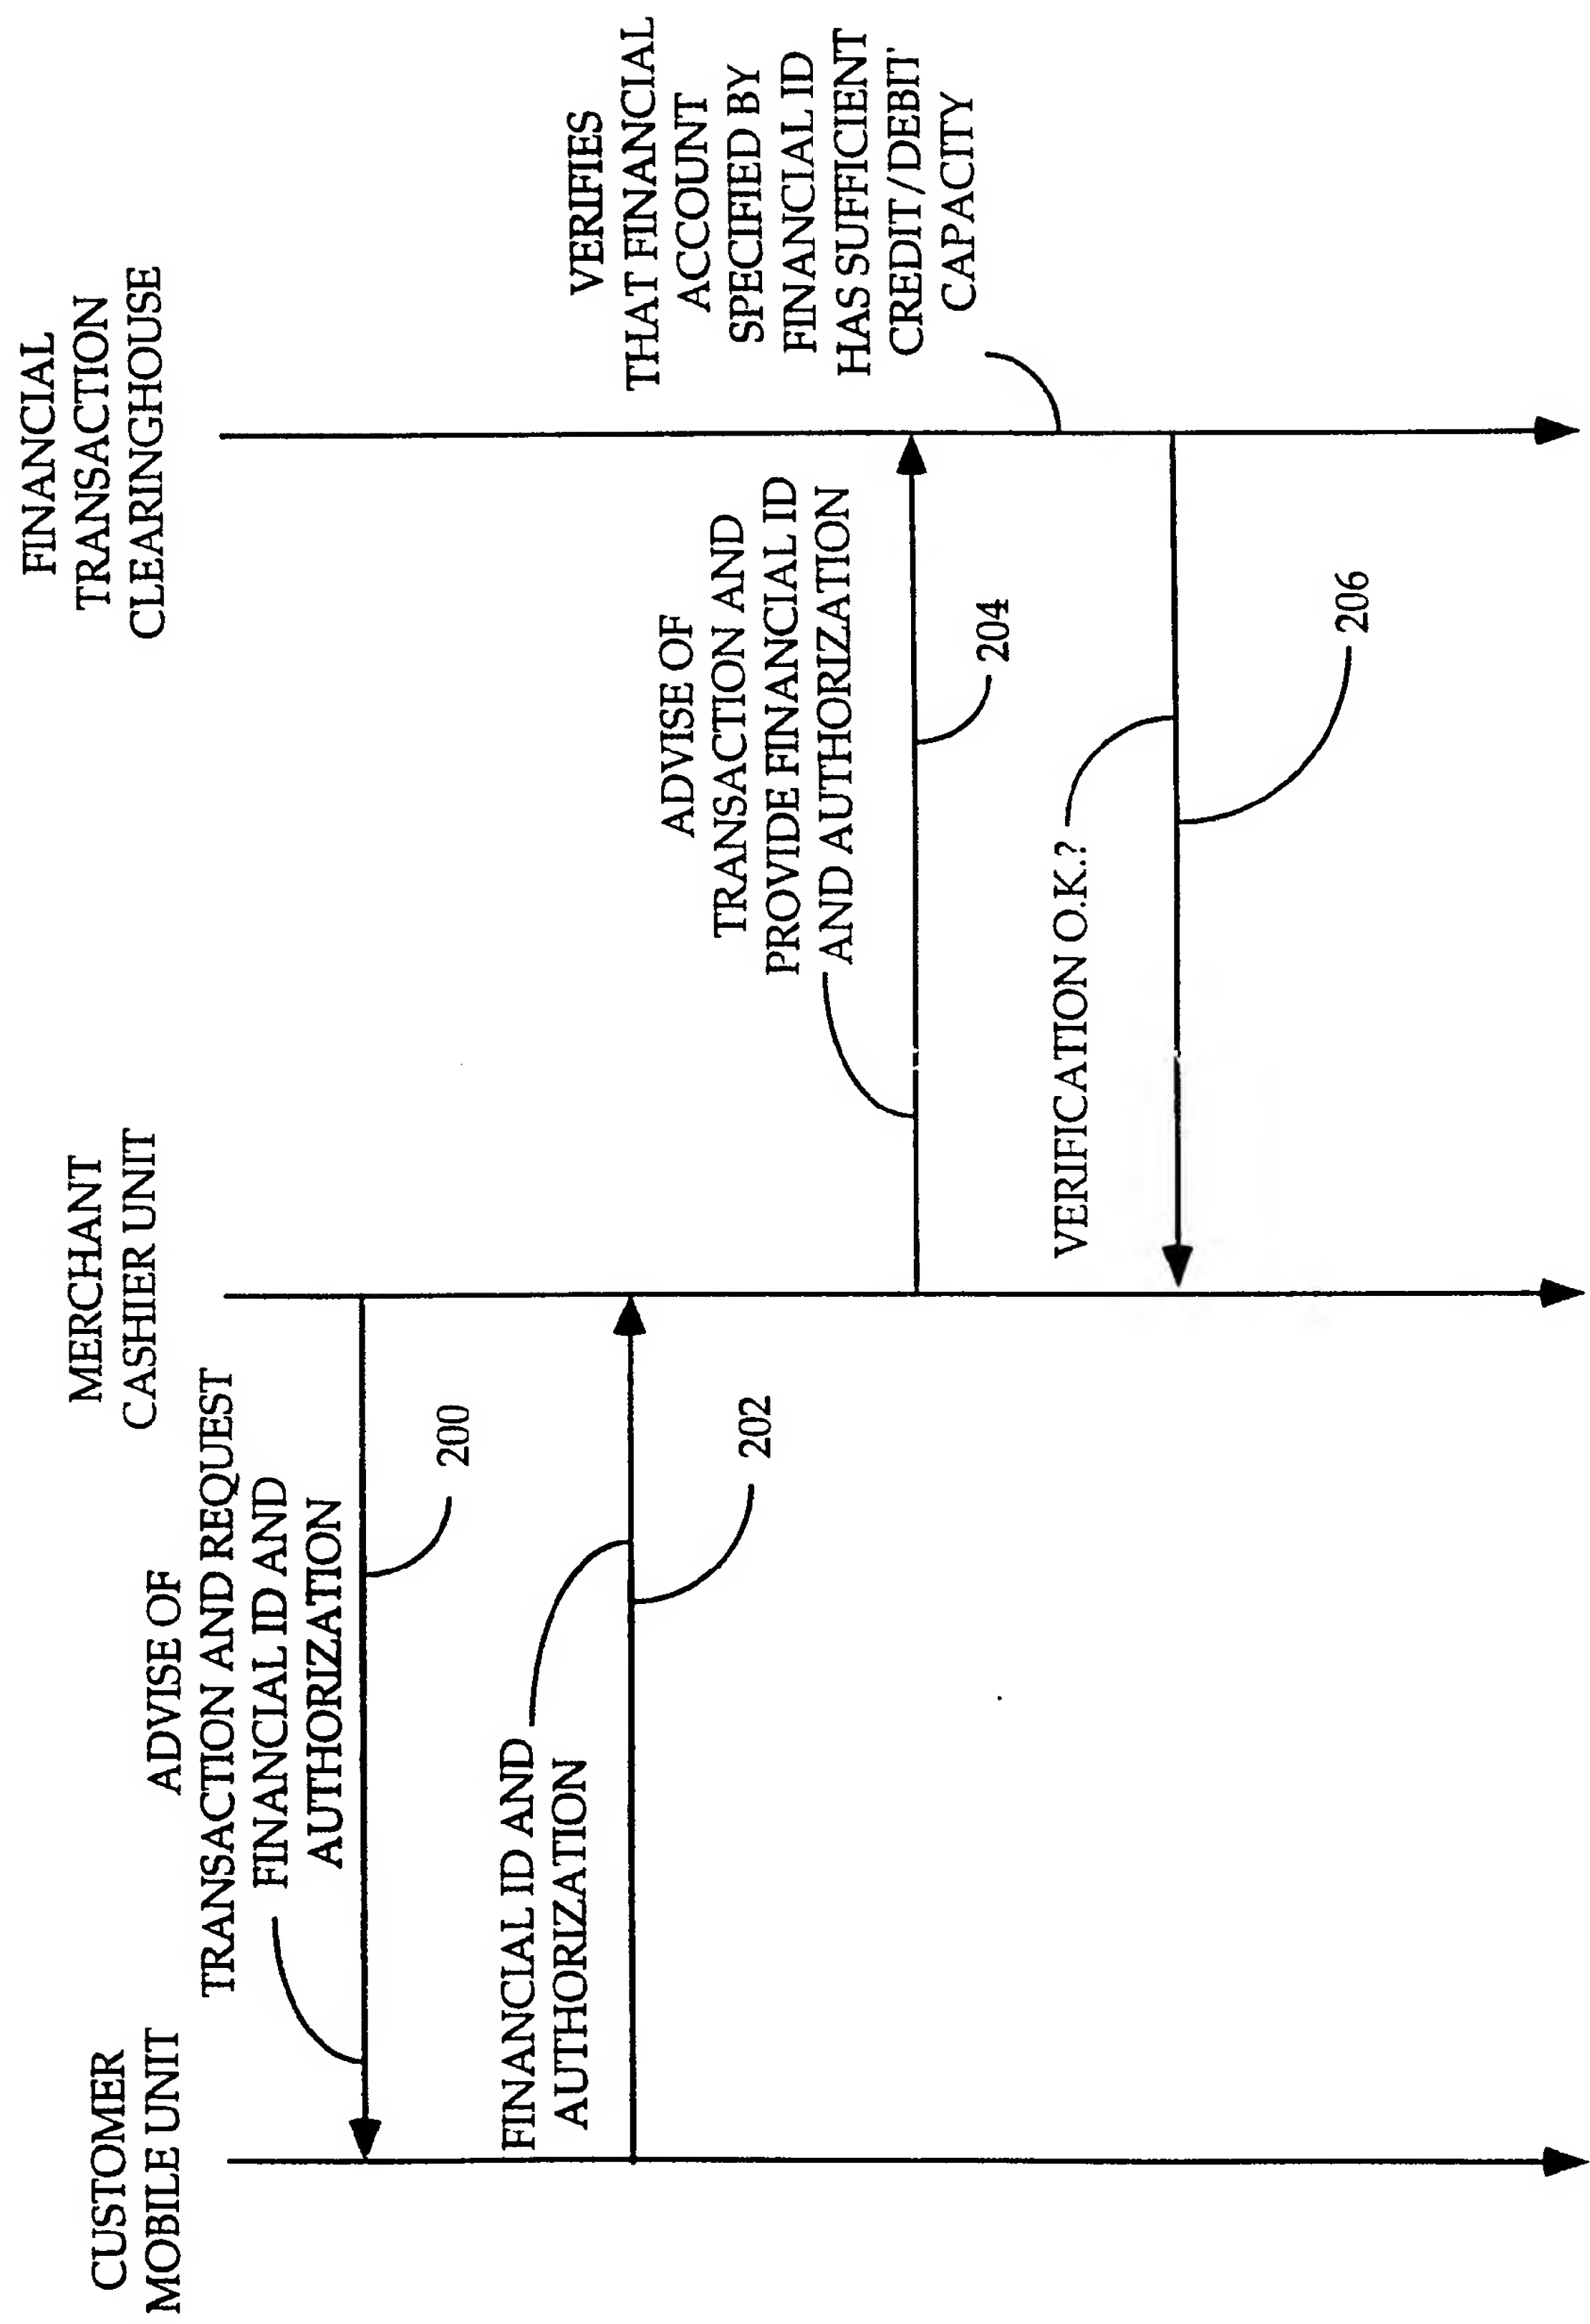 CUSTOMER
MOBILE UNIT
MERCHANT
CASHIER UNIT
FINANCIAL
TRANSACTION
CLEARINGHOUSE
ADVISE OF
TRANSACTION AND REQUEST
FINANCIAL ID AND
AUTHORIZATION
200
FINANCIAL ID AND
AUTHORIZATION
202
ADVISE OF
TRANSACTION AND
PROVIDE FINANCIAL ID
AND AUTHORIZATION
204
VERIFIES
THAT FINANCIAL
ACCOUNT
SPECIFIED BY
FINANCIAL ID
HAS SUFFICIENT
CREDIT/DEBIT
CAPACITY
VERIFICATION O.K.?
206